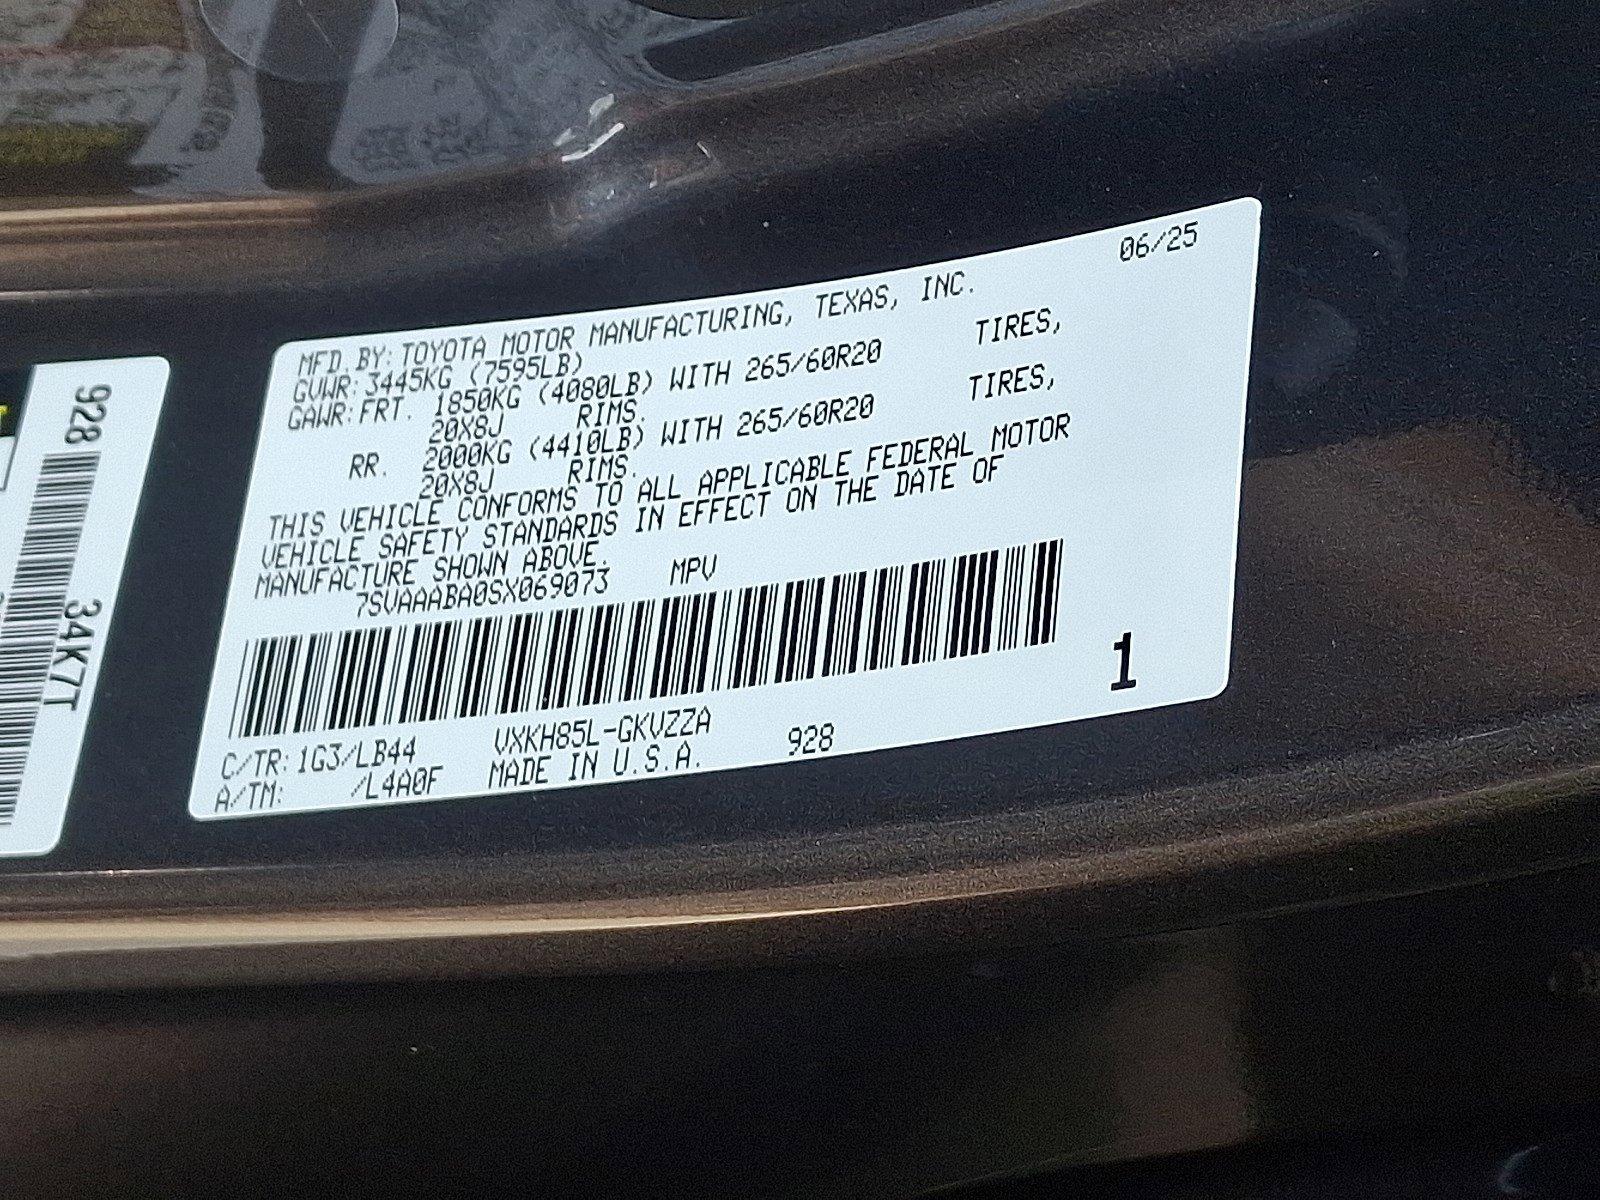 06/25
MFD.BY: TOYOTA MOTOR MANUFACTURING, TEXAS, INC.
GVWR: 3445KG (7595LB)
GAWR: FRT. 1850KG (4080LB) WITH 265/60R20 TIRES,
20X8J RIMS.
RR. 2000KG (4410LB) WITH 265/60R20 TIRES,
20X8J RIMS.
THIS VEHICLE CONFORMS TO ALL APPLICABLE FEDERAL MOTOR
VEHICLE SAFETY STANDARDS IN EFFECT ON THE DATE OF
MANUFACTURE SHOWN ABOVE.
7SVAAABA0SX069073 MPV
1
C/TR: 1G3/LB44 VXKH85L-GKVZZA 928
A/TM: /L4A0F MADE IN U.S.A.
928
34K7T